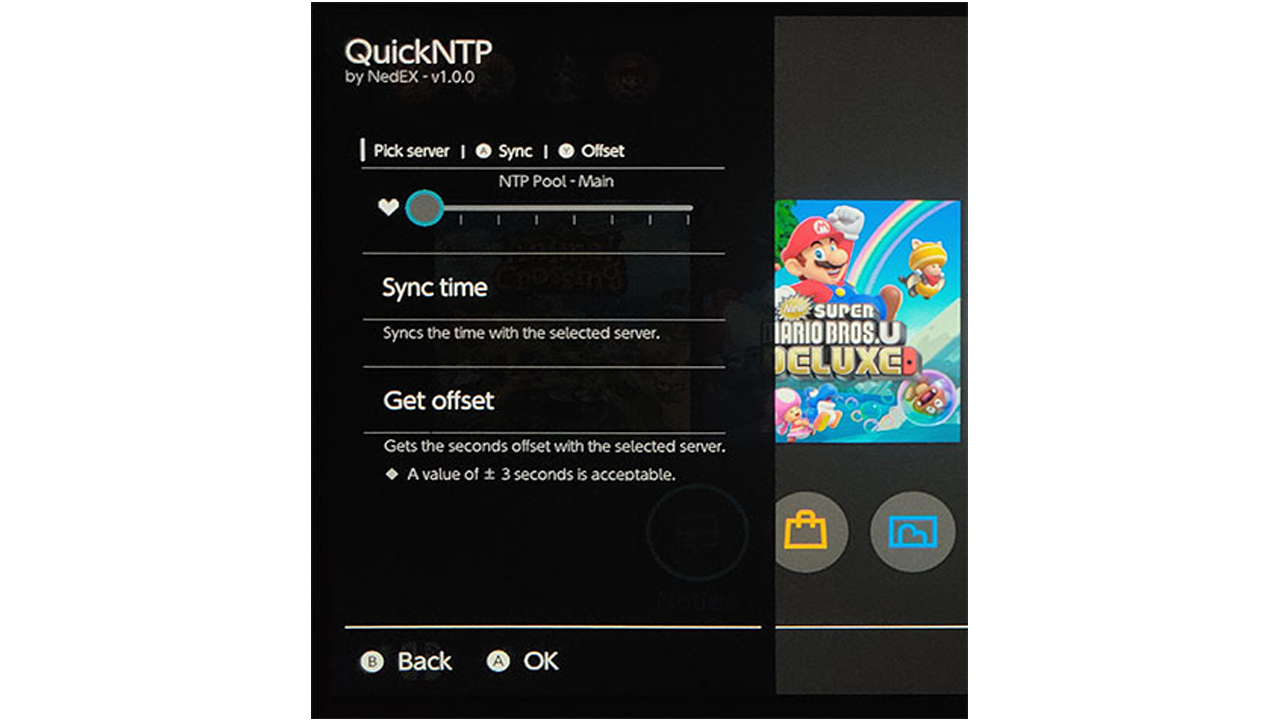 QuickNTP
by NedEX - v1.0.0
Pick server | A Sync | Y Offset
NTP Pool - Main
Animal
Crossing
Sync time
Syncs the time with the selected server.
Get offset
Gets the seconds offset with the selected server.
◆ A value of ± 3 seconds is acceptable.
New SUPER
MARIO BROS. U
DELUXE
B Back A OK